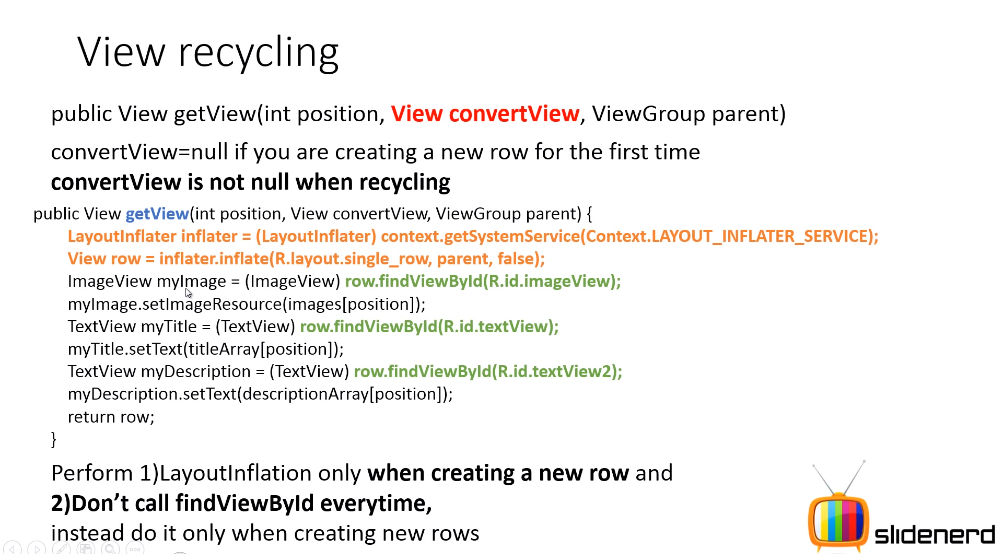 View recycling
public View getView(int position, View convertView, ViewGroup parent)
convertView=null if you are creating a new row for the first time
convertView is not null when recycling
public View getView(int position, View convertView, ViewGroup parent) {
LayoutInflater inflater = (LayoutInflater) context.getSystemService(Context.LAYOUT_INFLATER_SERVICE);
View row = inflater.inflate(R.layout.single_row, parent, false);
ImageView myImage = (ImageView) row.findViewById(R.id.imageView);
myImage.setImageResource(images[position]);
TextView myTitle = (TextView) row.findViewById(R.id.textView);
myTitle.setText(titleArray[position]);
TextView myDescription = (TextView) row.findViewById(R.id.textView2);
myDescription.setText(descriptionArray[position]);
return row;
}
Perform 1)LayoutInflation only when creating a new row and
2)Don’t call findViewById everytime,
instead do it only when creating new rows
slidenerd